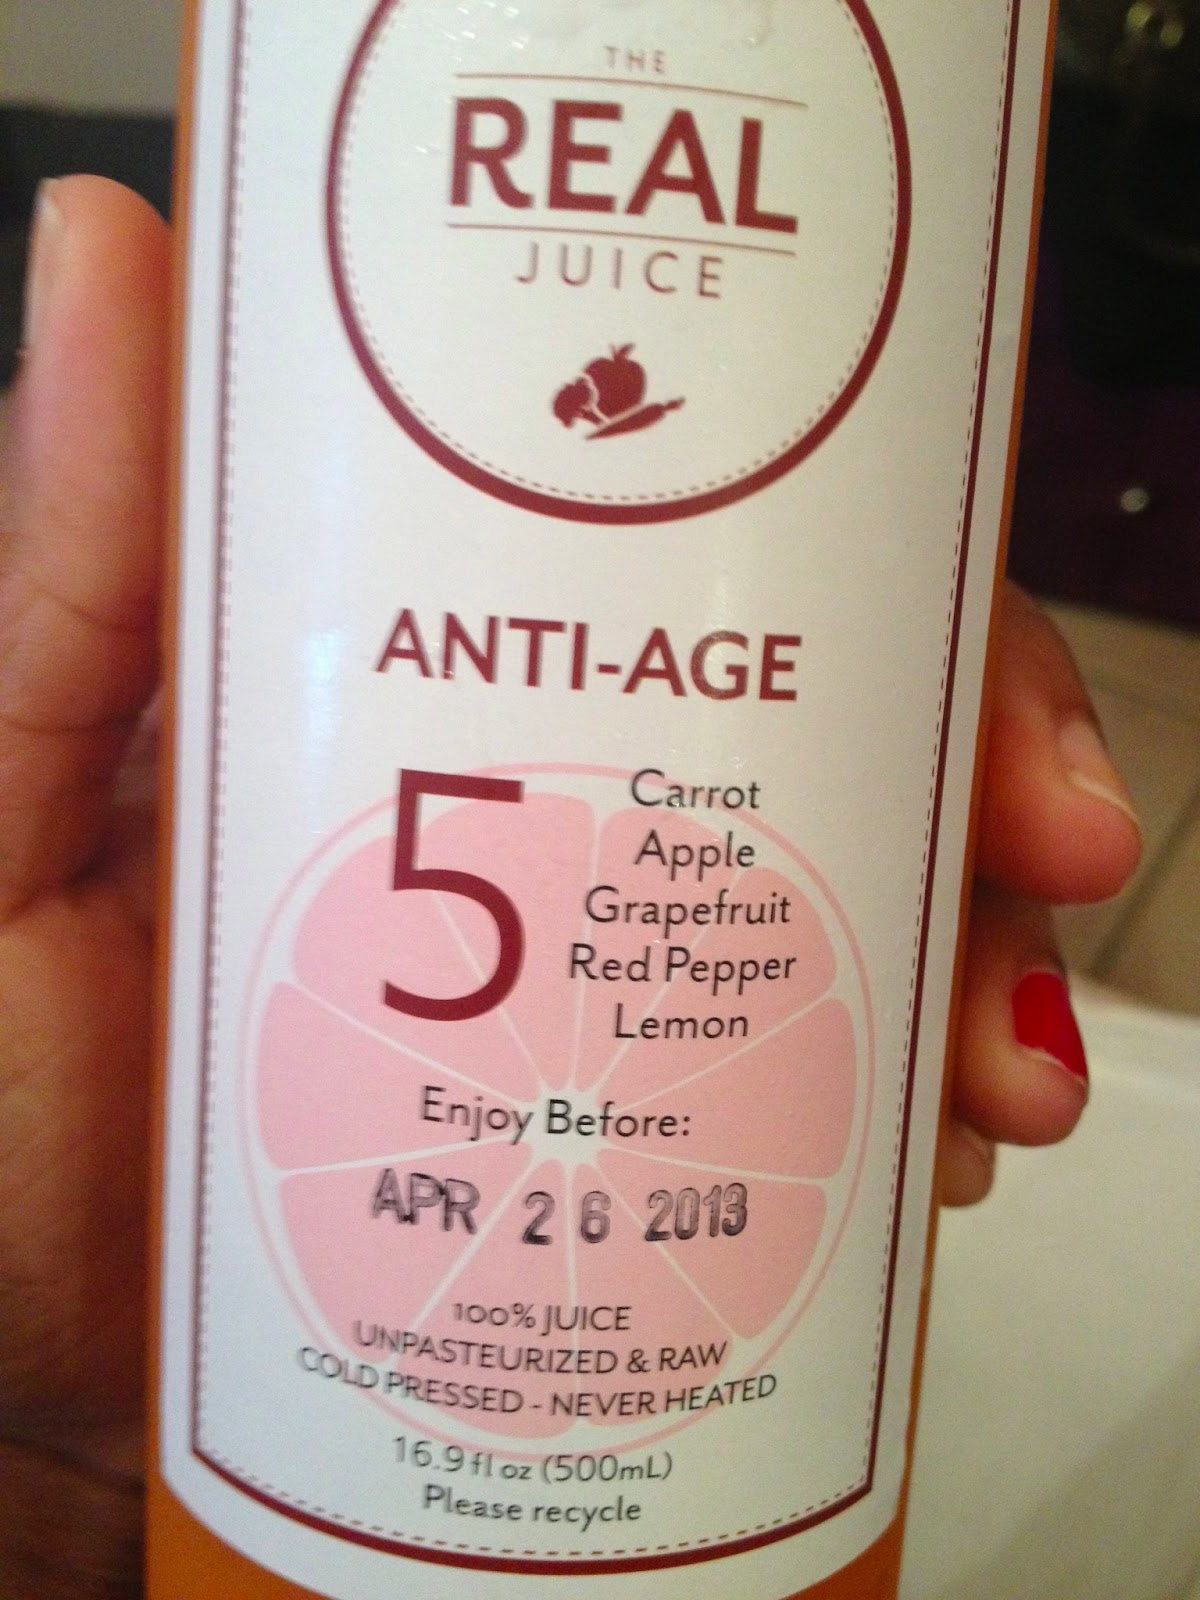 THE
REAL
JUICE
ANTI-AGE
5
Carrot
Apple
Grapefruit
Red Pepper
Lemon
Enjoy Before:
APR 26 2013
100% JUICE
UNPASTEURIZED & RAW
COLD PRESSED - NEVER HEATED
16.9 fl oz (500mL)
Please recycle